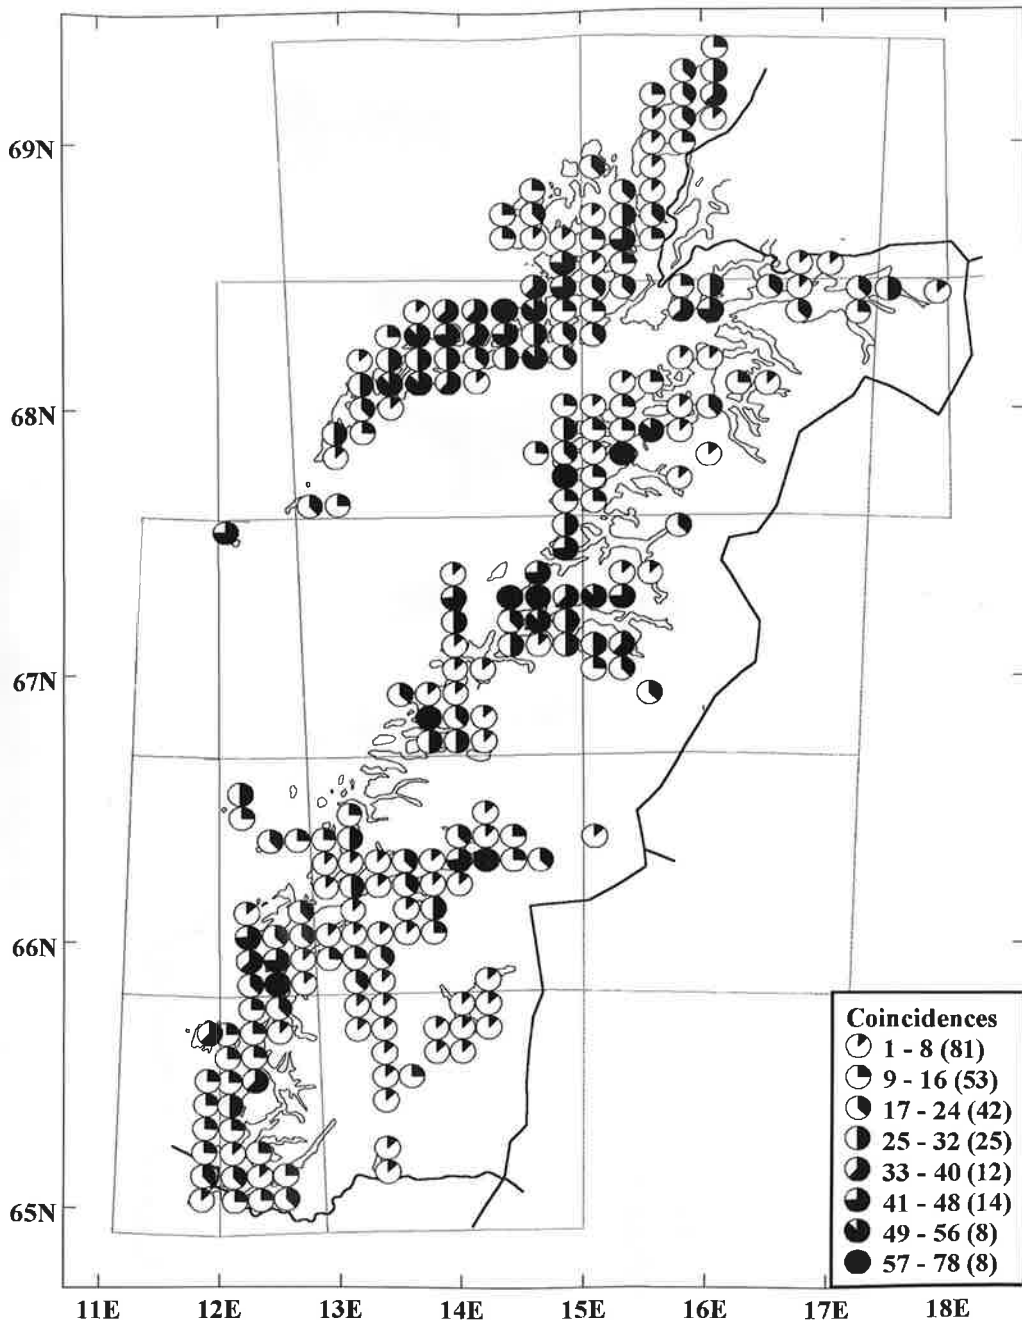 69N
68N
67N
66N
65N
Coincidences
1 - 8 (81)
9 - 16 (53)
17 - 24 (42)
25 - 32 (25)
33 - 40 (12)
41 - 48 (14)
49 - 56 (8)
57 - 78 (8)
11E 12E 13E 14E 15E 16E 17E 18E